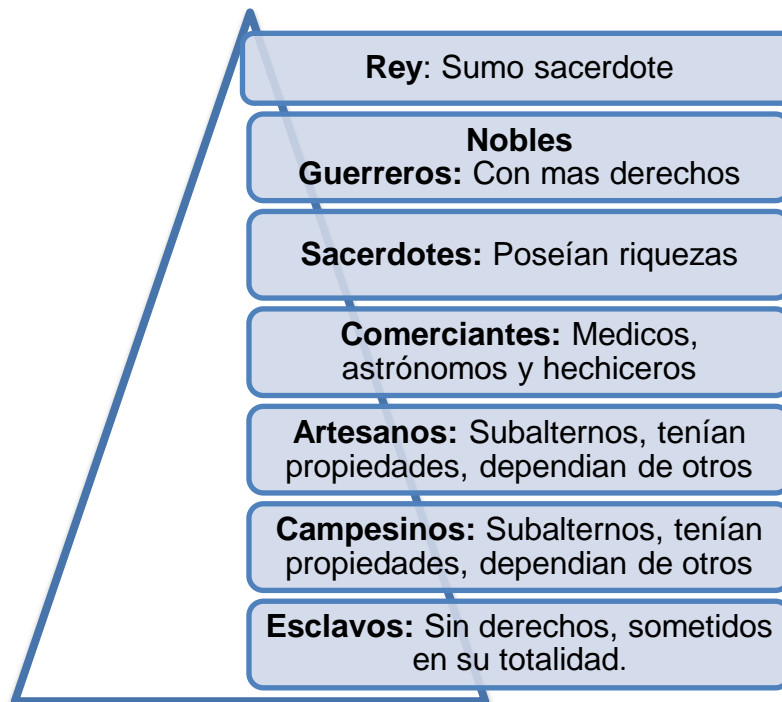 Rey: Sumo sacerdote
Nobles
Guerreros: Con mas derechos
Sacerdotes: Poseían riquezas
Comerciantes: Medicos,
astrónomos y hechiceros
Artesanos: Subalternos, tenían
propiedades, dependian de otros
Campesinos: Subalternos, tenían
propiedades, dependian de otros
Esclavos: Sin derechos, sometidos
en su totalidad.